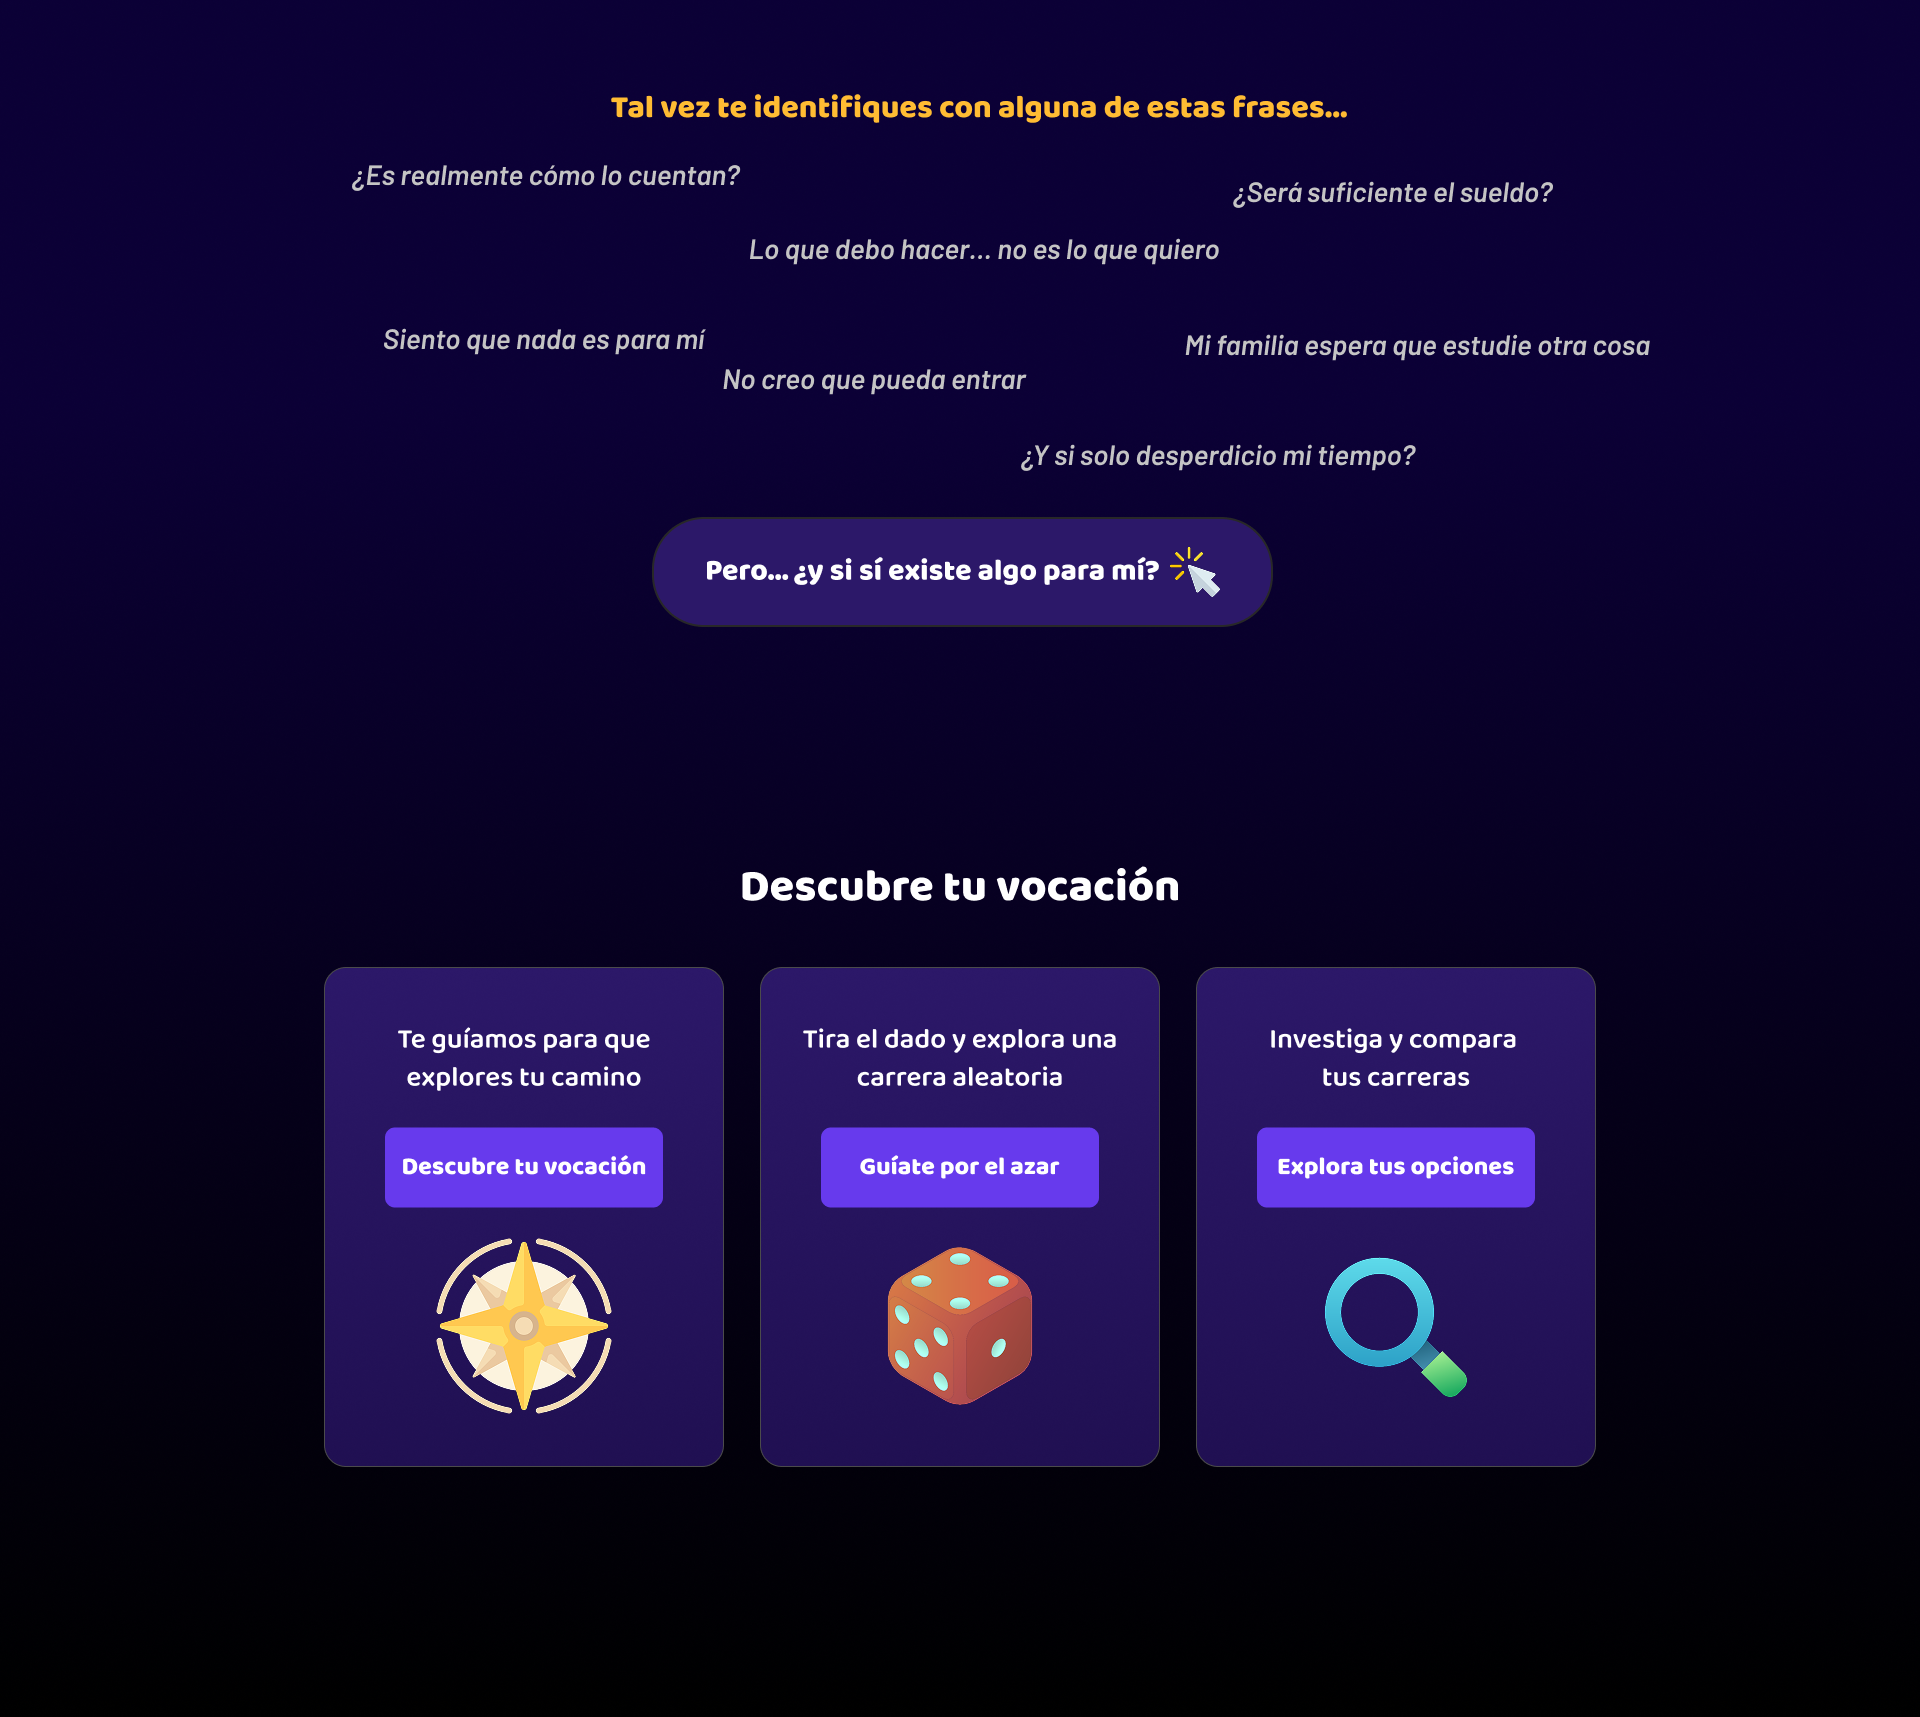 Tal vez te identifiques con alguna de estas frases...
¿Es realmente cómo lo cuentan?
¿Será suficiente el sueldo?
Lo que debo hacer... no es lo que quiero
Siento que nada es para mí
Mi familia espera que estudie otra cosa
No creo que pueda entrar
¿Y si solo desperdicio mi tiempo?
Pero... ¿y si sí existe algo para mí?
Descubre tu vocación
Te guíamos para que
explores tu camino
Descubre tu vocación
Tira el dado y explora una
carrera aleatoria
Guíate por el azar
Investiga y compara
tus carreras
Explora tus opciones